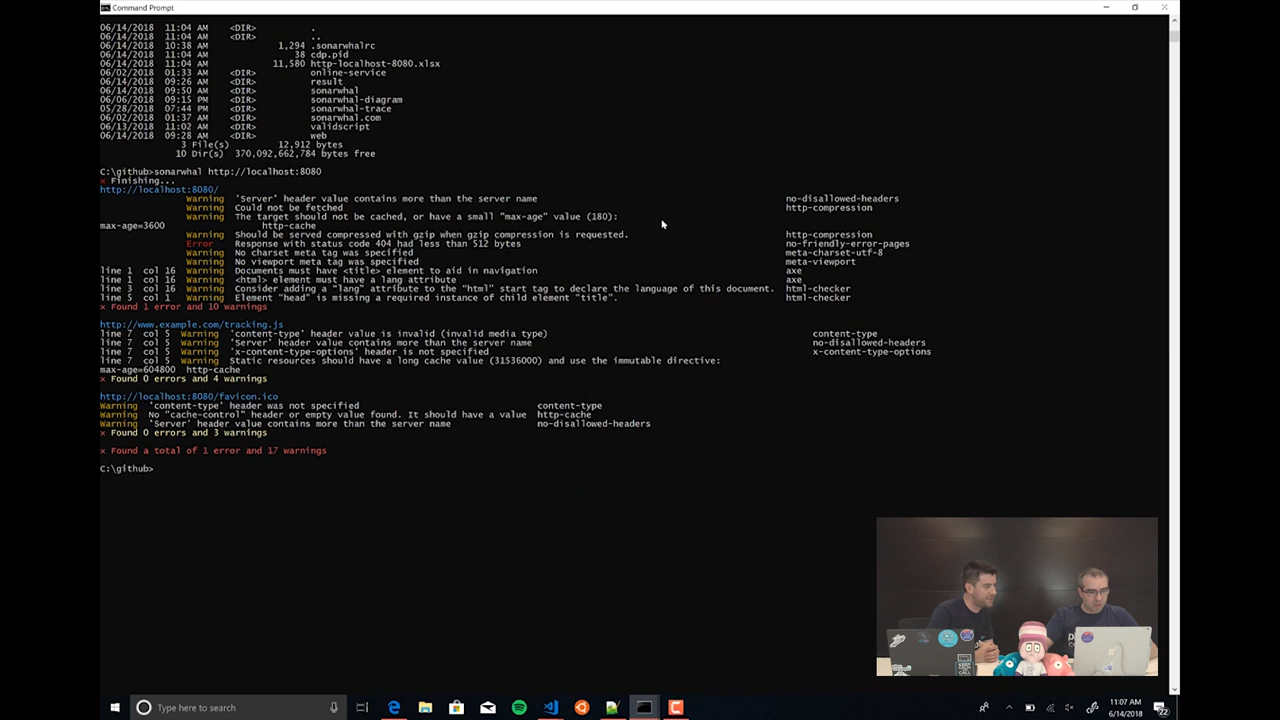 Command Prompt
06/14/2018 11:04 AM <DIR> .
06/14/2018 11:04 AM <DIR> ..
06/14/2018 10:38 AM 1,294 .sonarwhalrc
06/14/2018 11:04 AM 38 cdp.pid
06/14/2018 11:04 AM 11,580 http-localhost-8080.xlsx
06/02/2018 01:33 AM <DIR> online-service
06/14/2018 09:26 AM <DIR> result
06/14/2018 09:50 AM <DIR> sonarwhal
06/06/2018 09:15 PM <DIR> sonarwhal-diagram
05/28/2018 07:44 PM <DIR> sonarwhal-trace
06/02/2018 01:37 AM <DIR> sonarwhal.com
06/13/2018 11:02 AM <DIR> validscript
06/14/2018 09:28 AM <DIR> web
3 File(s) 12,912 bytes
10 Dir(s) 370,092,662,784 bytes free
C:\github>sonarwhal http://localhost:8080
× Finishing...
http://localhost:8080/
Warning 'Server' header value contains more than the server name no-disallowed-headers
Warning Could not be fetched http-compression
Warning The target should not be cached, or have a small "max-age" value (180):
max-age=3600 http-cache
Warning Should be served compressed with gzip when gzip compression is requested. http-compression
Error Response with status code 404 had less than 512 bytes no-friendly-error-pages
Warning No charset meta tag was specified meta-charset-utf-8
Warning No viewport meta tag was specified meta-viewport
line 1 col 16 Warning Documents must have <title> element to aid in navigation axe
line 1 col 16 Warning <html> element must have a lang attribute axe
line 3 col 16 Warning Consider adding a "lang" attribute to the "html" start tag to declare the language of this document. html-checker
line 5 col 1 Warning Element "head" is missing a required instance of child element "title". html-checker
× Found 1 error and 10 warnings
http://www.example.com/tracking.js
line 7 col 5 Warning 'content-type' header value is invalid (invalid media type) content-type
line 7 col 5 Warning 'Server' header value contains more than the server name no-disallowed-headers
line 7 col 5 Warning 'x-content-type-options' header is not specified x-content-type-options
line 7 col 5 Warning Static resources should have a long cache value (31536000) and use the immutable directive:
max-age=604800 http-cache
× Found 0 errors and 4 warnings
http://localhost:8080/favicon.ico
Warning 'content-type' header was not specified content-type
Warning No "cache-control" header or empty value found. It should have a value http-cache
Warning 'Server' header value contains more than the server name no-disallowed-headers
× Found 0 errors and 3 warnings
× Found a total of 1 error and 17 warnings
C:\github>
Type here to search
11:07 AM
6/14/2018
22